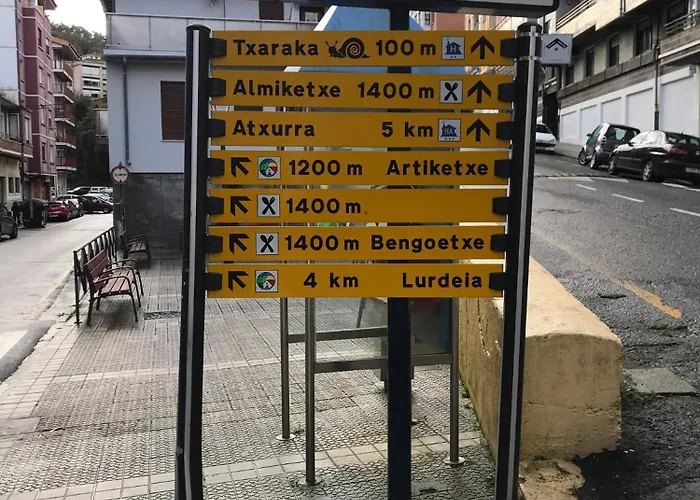 Txaraka 100 m
Almiketxe 1400 m
Atxurra 5 km
1200 m Artiketxe
1400 m
1400 m Bengoetxe
4 km Lurdeia